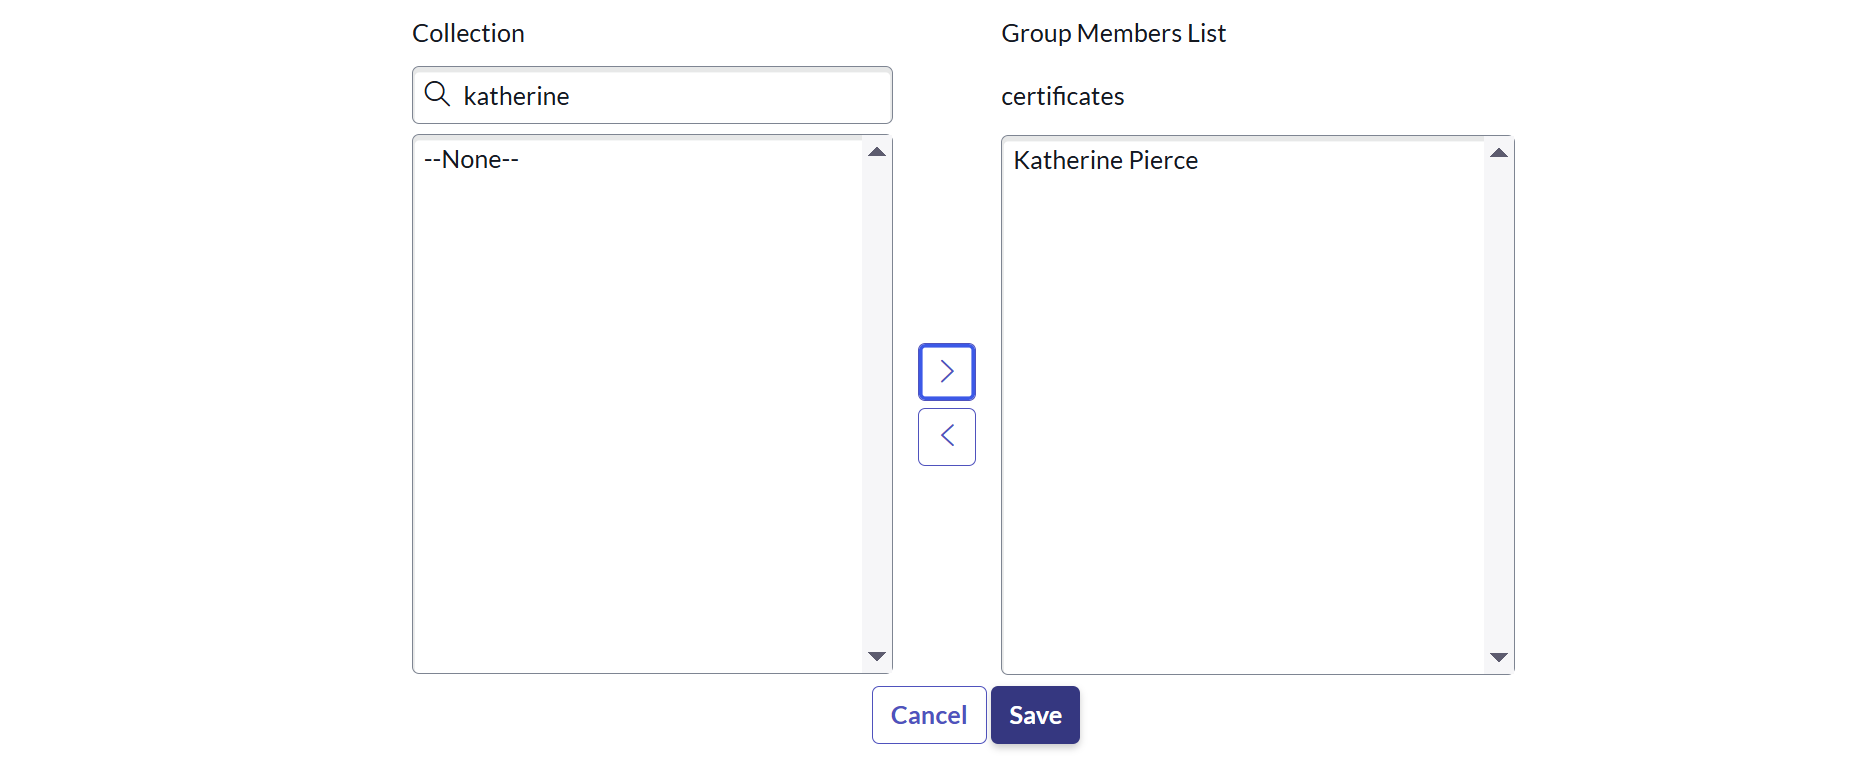 Collection
katherine
--None--
Group Members List
certificates
Katherine Pierce
Cancel
Save